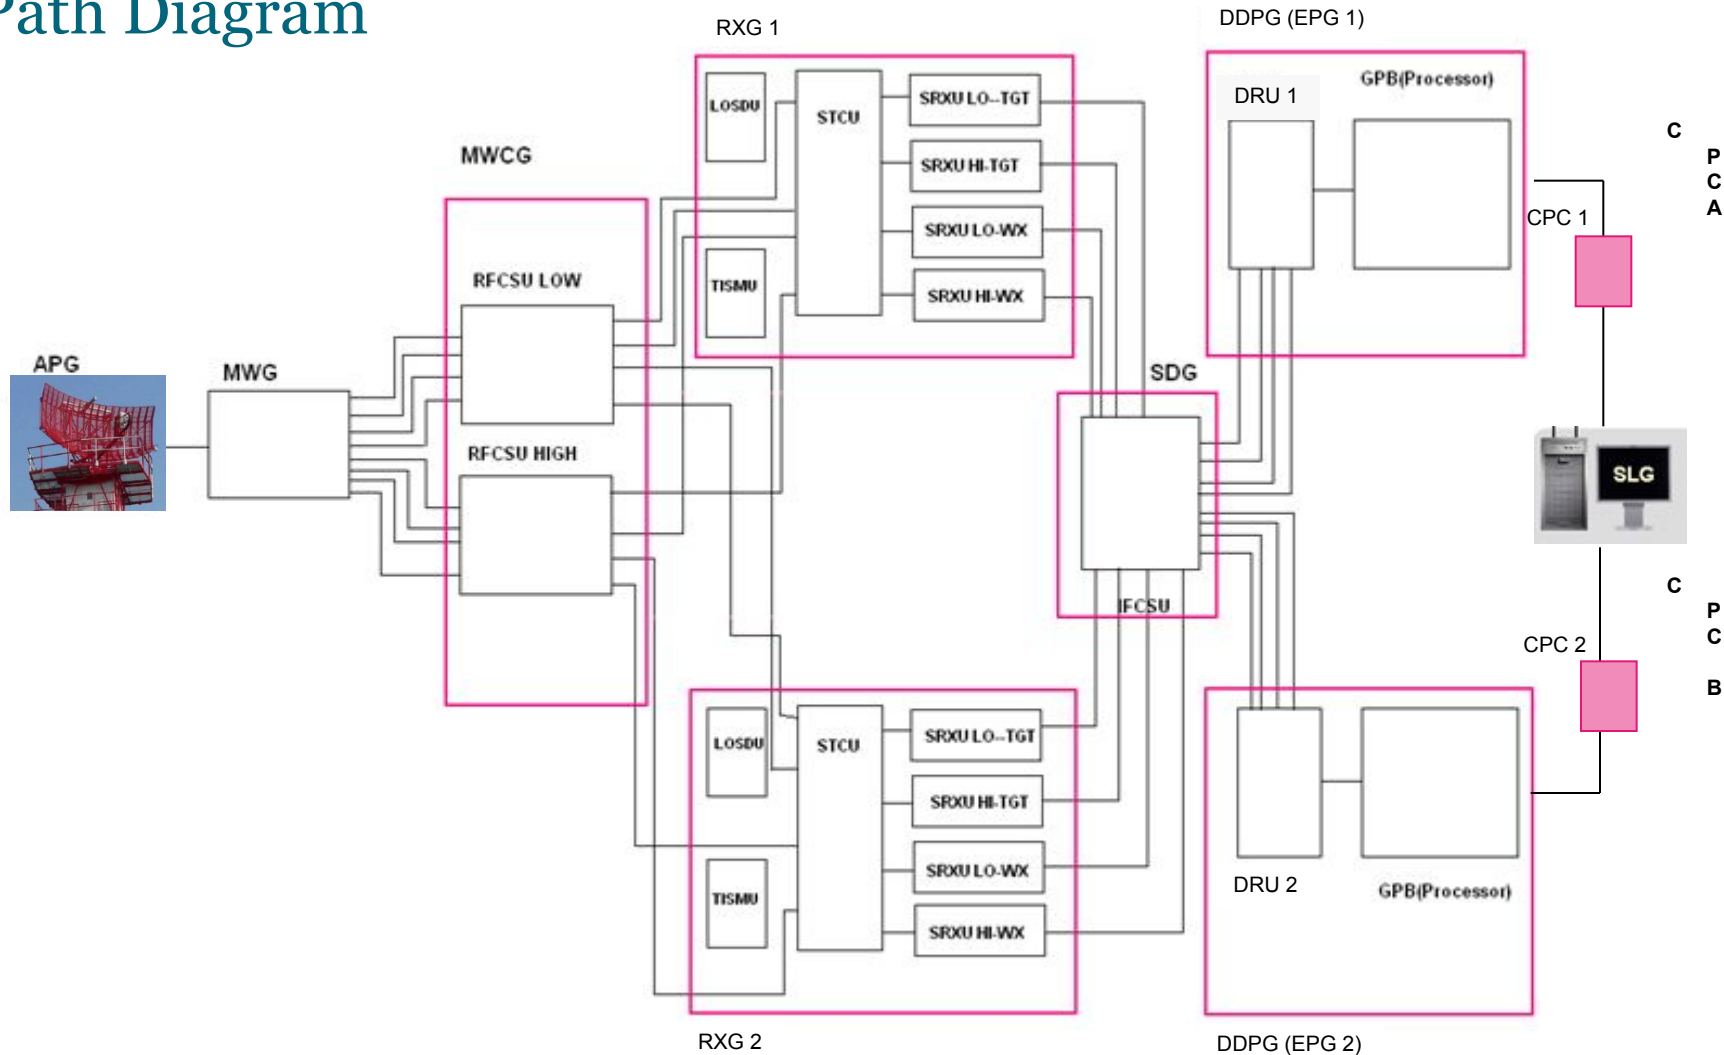 Path Diagram
RXG 1
DDPG (EPG 1)
LOSDU
STCU
SRXU LO--TGT
SRXU HI-TGT
SRXU LO-WX
SRXU HI-WX
TISMU
DRU 1
GPB(Processor)
C
P
C
A
CPC 1
MWCG
RFCSU LOW
RFCSU HIGH
APG
MWG
SDG
IFCSU
SLG
C
P
C
B
CPC 2
LOSDU
STCU
SRXU LO--TGT
SRXU HI-TGT
SRXU LO-WX
SRXU HI-WX
TISMU
DRU 2
GPB(Processor)
RXG 2
DDPG (EPG 2)